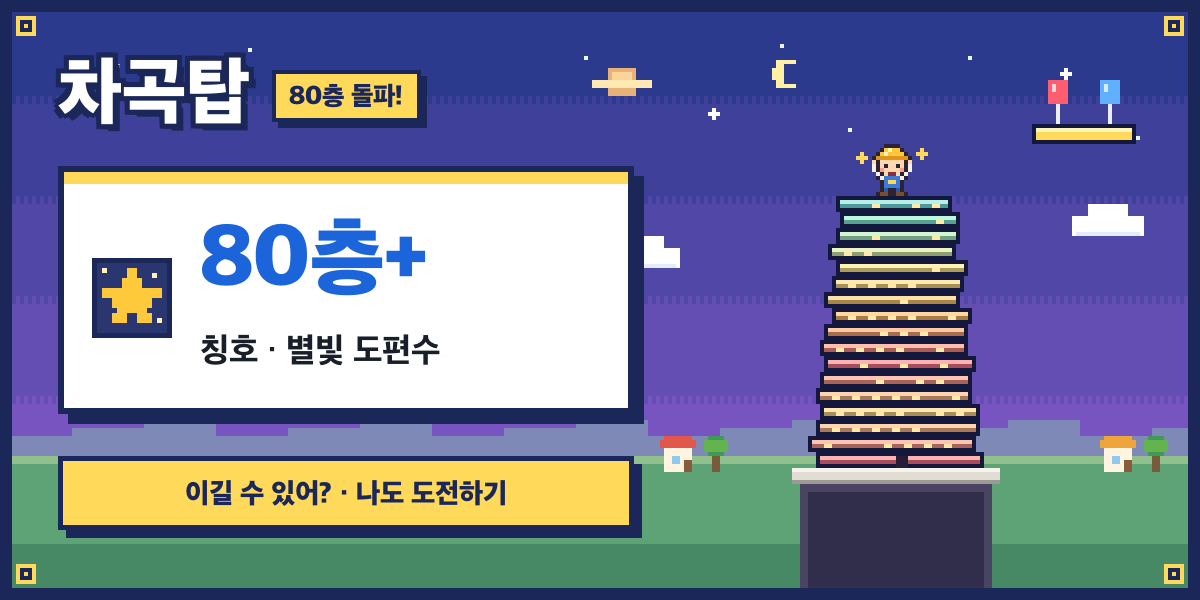 차곡탑
80층 돌파!
80층+
칭호 · 별빛 도편수
이길 수 있어? · 나도 도전하기